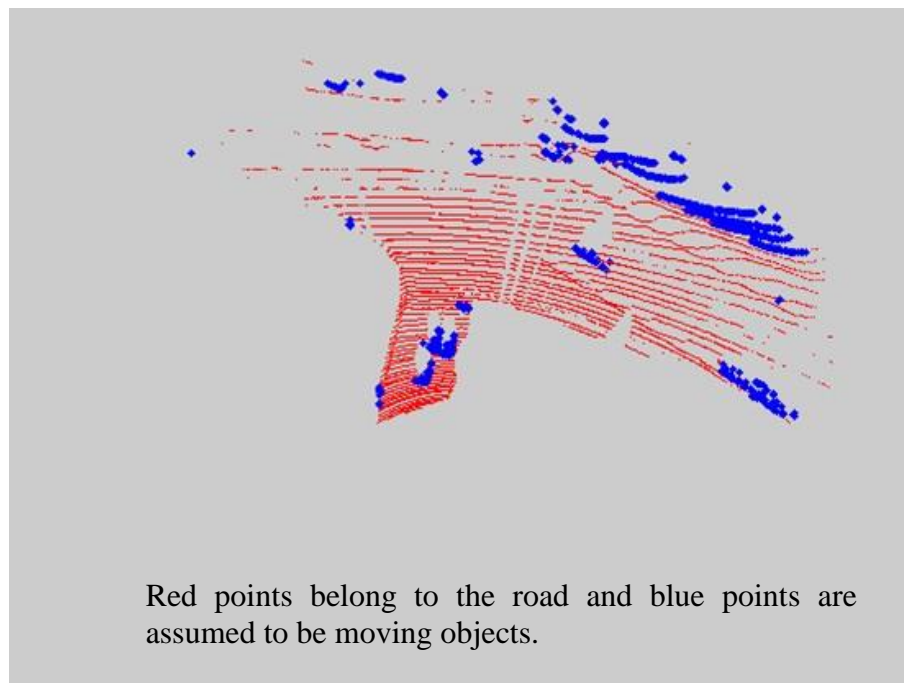 Red points belong to the road and blue points are
assumed to be moving objects.